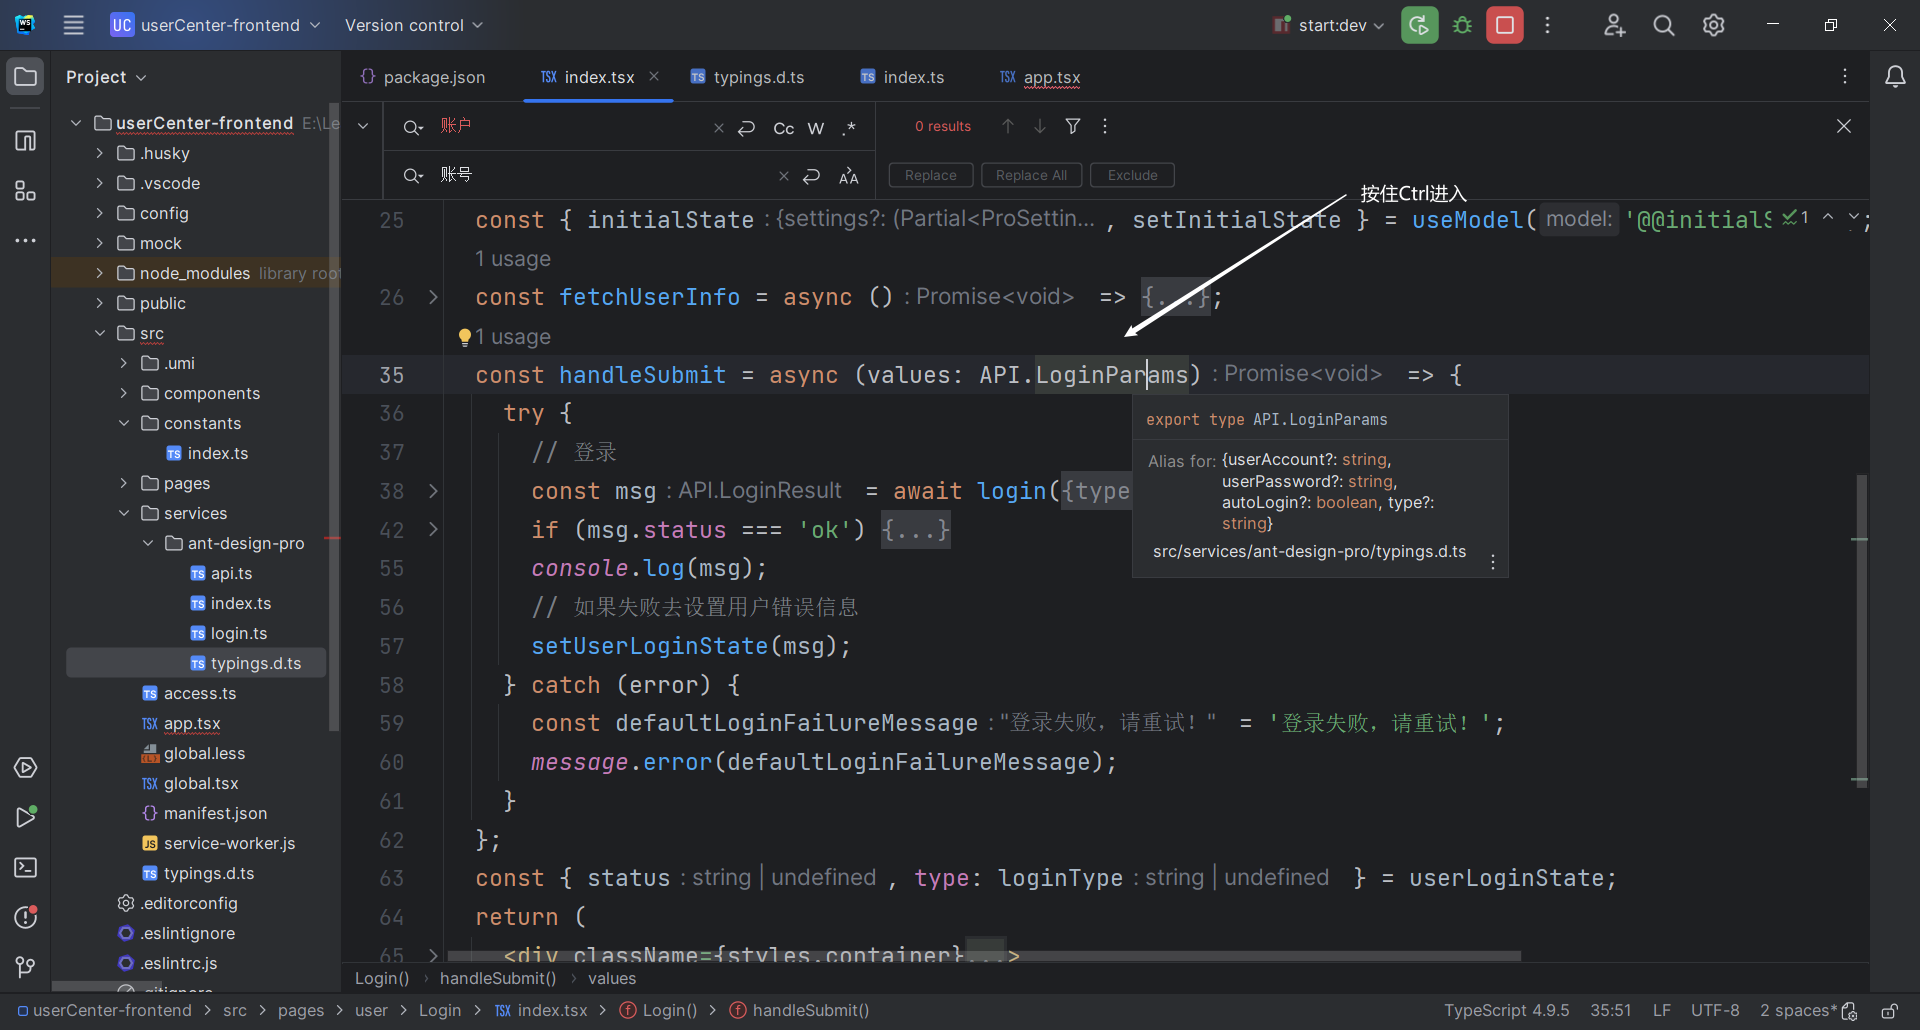 UC userCenter-frontend Version control start:dev
Project
package.json index.tsx typings.d.ts index.ts app.tsx
userCenter-frontend E:\Le
.husky
.vscode
config
mock
node_modules library root
public
src
.umi
components
constants
index.ts
pages
services
ant-design-pro
api.ts
index.ts
login.ts
typings.d.ts
access.ts
app.tsx
global.less
global.tsx
manifest.json
service-worker.js
typings.d.ts
.editorconfig
.eslintignore
.eslintrc.js
.gitignore
账户 Cc W .* 0 results
账号 Replace Replace All Exclude
按住Ctrl进入
25 const { initialState : {settings?: (Partial<ProSettin... , setInitialState } = useModel( model: '@@initialS 1 ;
1 usage
26 const fetchUserInfo = async () : Promise<void> => {...};
1 usage
35 const handleSubmit = async (values: API.LoginParams) : Promise<void> => {
36 try {
37 // 登录
38 const msg : API.LoginResult = await login({type
42 if (msg.status === 'ok') {...}
55 console.log(msg);
56 // 如果失败去设置用户错误信息
57 setUserLoginState(msg);
58 } catch (error) {
59 const defaultLoginFailureMessage : "登录失败，请重试！" = '登录失败，请重试！';
60 message.error(defaultLoginFailureMessage);
61 }
62 };
63 const { status : string | undefined , type: loginType : string | undefined } = userLoginState;
64 return (
65 <div className={styles.container}...>
export type API.LoginParams
Alias for: {userAccount?: string,
userPassword?: string,
autoLogin?: boolean, type?:
string}
src/services/ant-design-pro/typings.d.ts
Login() › handleSubmit() › values
userCenter-frontend > src > pages > user > Login > index.tsx > Login() > handleSubmit() TypeScript 4.9.5 35:51 LF UTF-8 2 spaces*